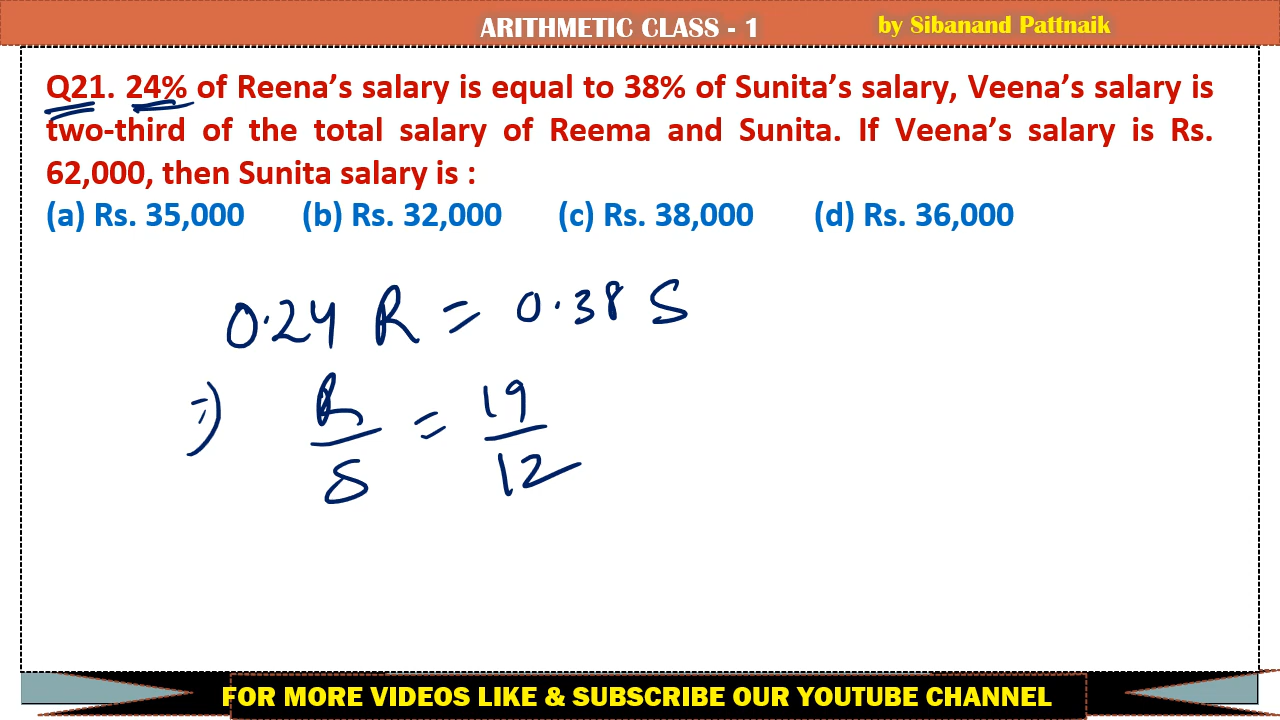 ARITHMETIC CLASS - 1
by Sibanand Pattnaik
Q21. 24% of Reena's salary is equal to 38% of Sunita's salary, Veena's salary is
two-third of the total salary of Reema and Sunita. If Veena's salary is Rs.
62,000, then Sunita salary is :
(a) Rs. 35,000 (b) Rs. 32,000 (c) Rs. 38,000 (d) Rs. 36,000
0.24 R = 0.38 S
⇒ R/S = 19/12
FOR MORE VIDEOS LIKE & SUBSCRIBE OUR YOUTUBE CHANNEL